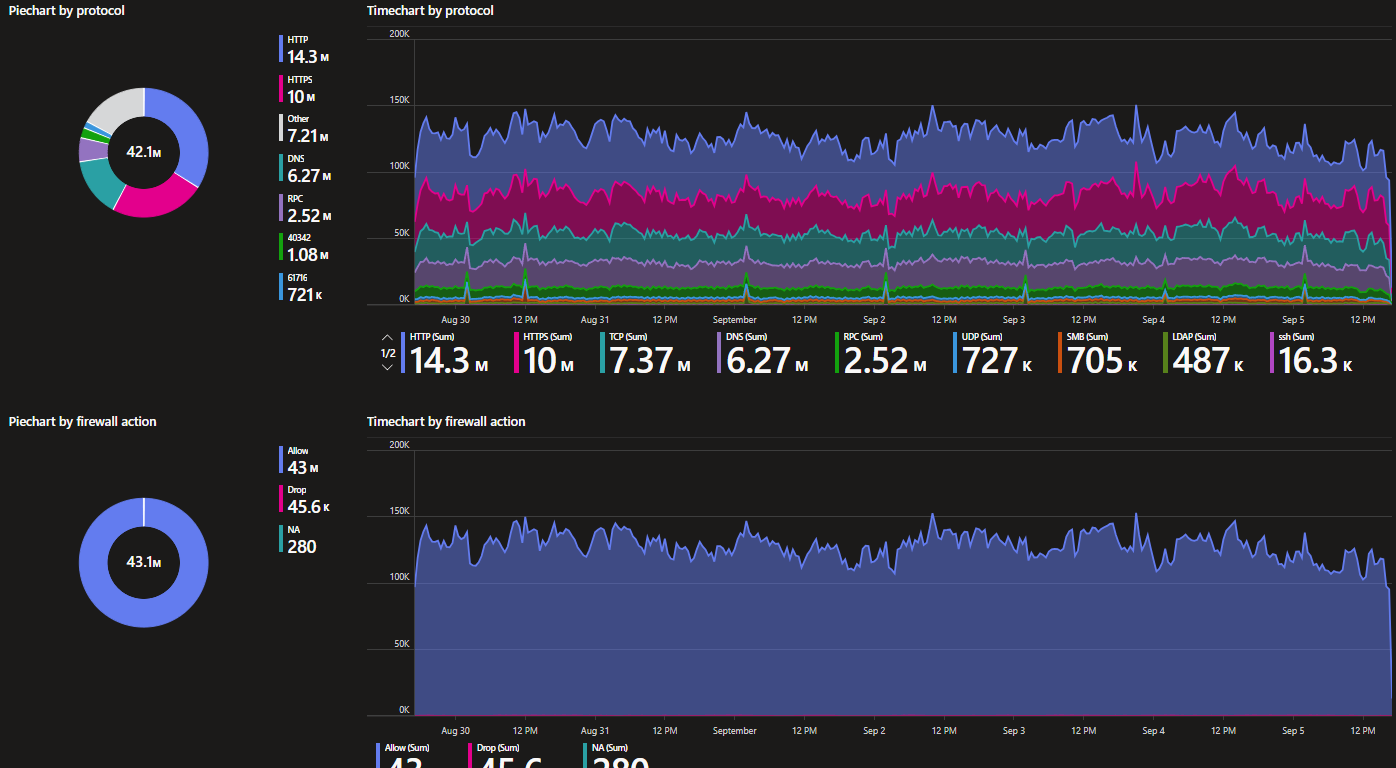 Piechart by protocol
HTTP
14.3 M
HTTPS
10 M
Other
7.21 M
DNS
6.27 M
RPC
2.52 M
40342
1.08 M
61716
721 K
42.1M
Timechart by protocol
200K
150K
100K
50K
0K
Aug 30 12 PM Aug 31 12 PM September 12 PM Sep 2 12 PM Sep 3 12 PM Sep 4 12 PM Sep 5 12 PM
1/2
HTTP (Sum) HTTPS (Sum) TCP (Sum) DNS (Sum) RPC (Sum) UDP (Sum) SMB (Sum) LDAP (Sum) ssh (Sum)
14.3 M 10 M 7.37 M 6.27 M 2.52 M 727 K 705 K 487 K 16.3 K
Piechart by firewall action
Allow
43 M
Drop
45.6 K
NA
280
43.1M
Timechart by firewall action
200K
150K
100K
50K
0K
Aug 30 12 PM Aug 31 12 PM September 12 PM Sep 2 12 PM Sep 3 12 PM Sep 4 12 PM Sep 5 12 PM
Allow (Sum) Drop (Sum) NA (Sum)
43 45.6 280